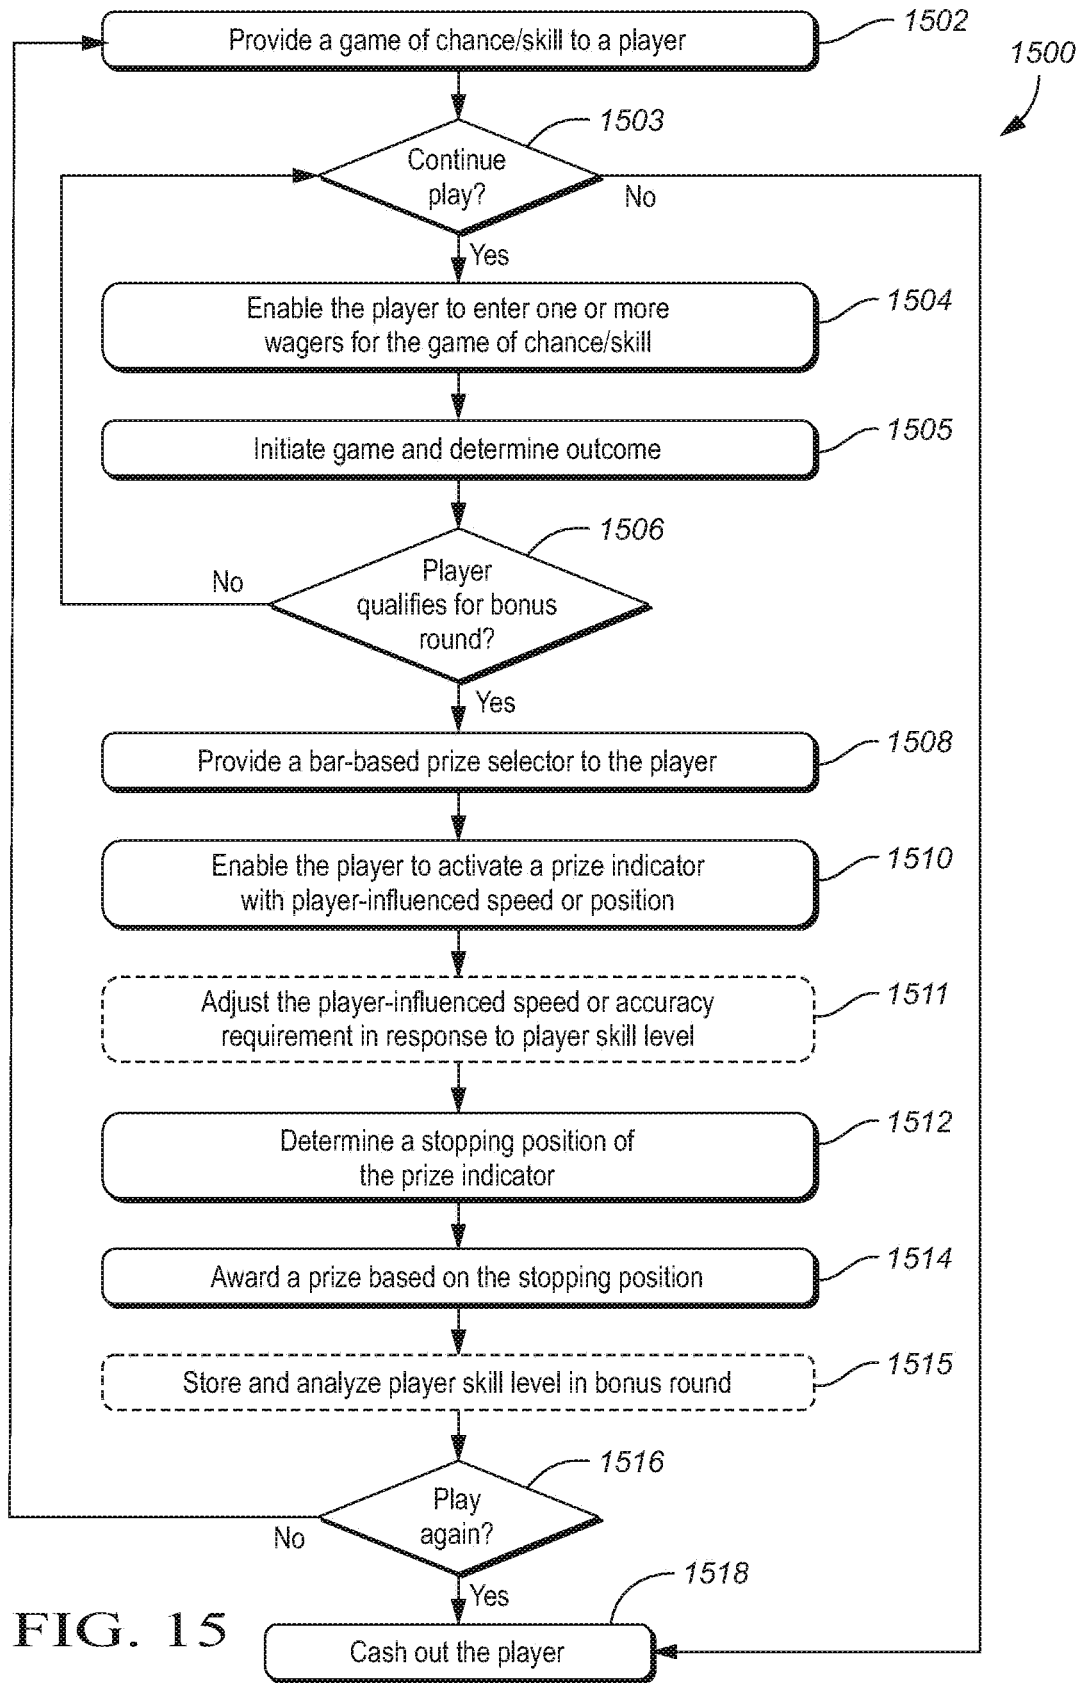 1502
Provide a game of chance/skill to a player
1500
1503
Continue
play?
No
Yes
1504
Enable the player to enter one or more
wagers for the game of chance/skill
1505
Initiate game and determine outcome
1506
No
Player
qualifies for bonus
round?
Yes
1508
Provide a bar-based prize selector to the player
1510
Enable the player to activate a prize indicator
with player-influenced speed or position
1511
Adjust the player-influenced speed or accuracy
requirement in response to player skill level
1512
Determine a stopping position of
the prize indicator
1514
Award a prize based on the stopping position
1515
Store and analyze player skill level in bonus round
1516
Play
again?
No
Yes
1518
Cash out the player
FIG. 15